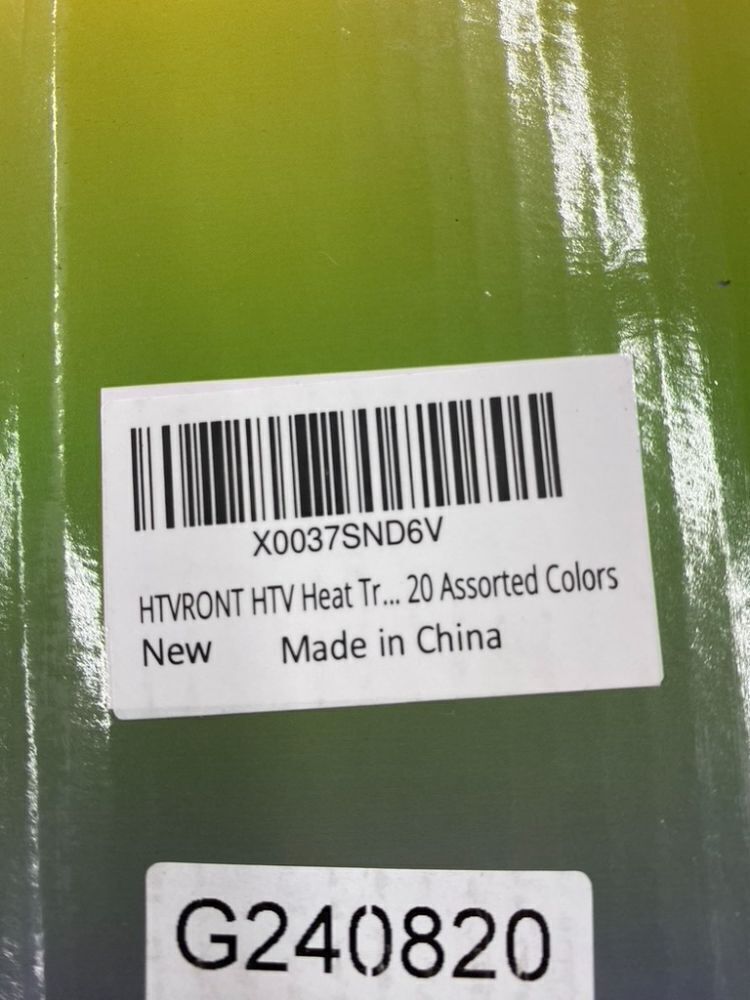 X0037SND6V
HTVRONT HTV Heat Tr... 20 Assorted Colors
New Made in China
G240820